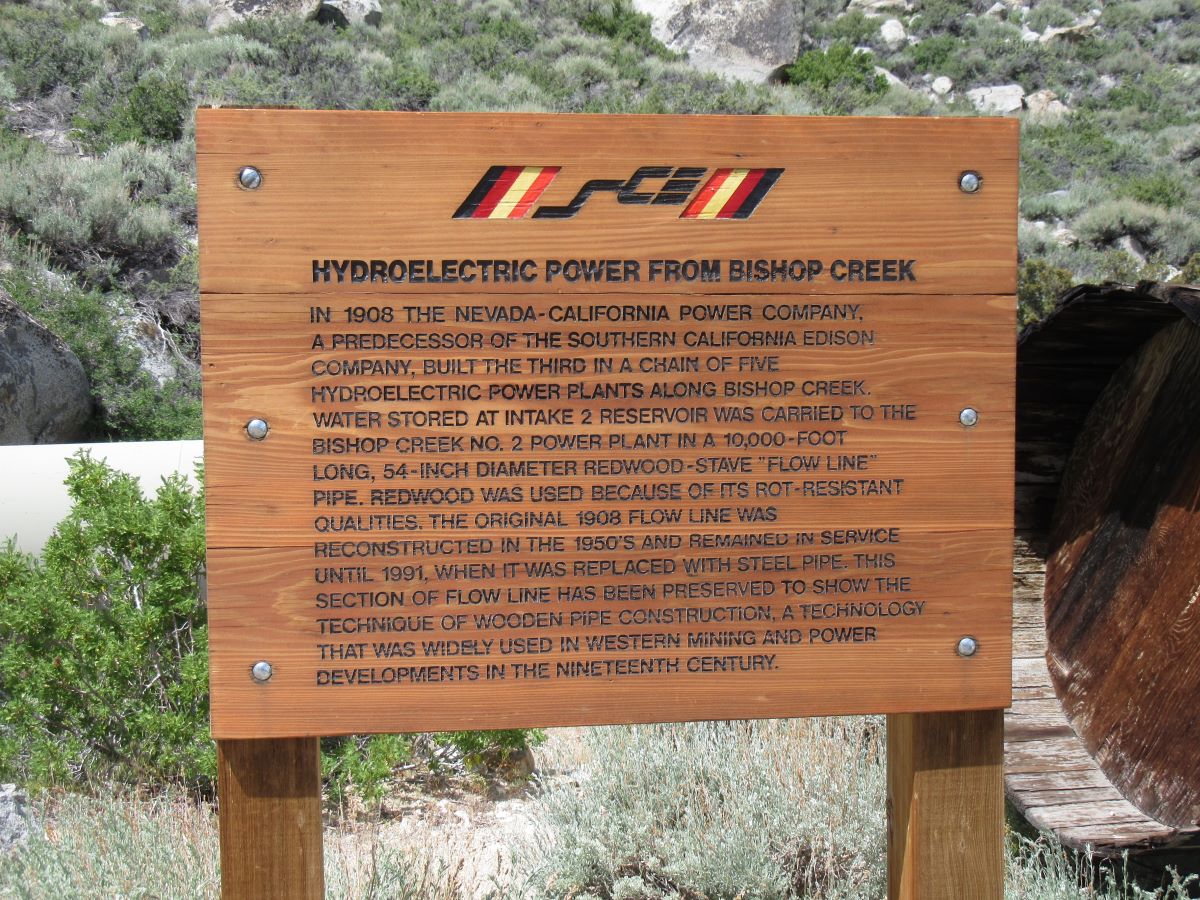 SCE
HYDROELECTRIC POWER FROM BISHOP CREEK
IN 1908 THE NEVADA-CALIFORNIA POWER COMPANY,
A PREDECESSOR OF THE SOUTHERN CALIFORNIA EDISON
COMPANY, BUILT THE THIRD IN A CHAIN OF FIVE
HYDROELECTRIC POWER PLANTS ALONG BISHOP CREEK.
WATER STORED AT INTAKE 2 RESERVOIR WAS CARRIED TO THE
BISHOP CREEK NO. 2 POWER PLANT IN A 10,000-FOOT
LONG, 54-INCH DIAMETER REDWOOD-STAVE "FLOW LINE"
PIPE. REDWOOD WAS USED BECAUSE OF ITS ROT-RESISTANT
QUALITIES. THE ORIGINAL 1908 FLOW LINE WAS
RECONSTRUCTED IN THE 1950'S AND REMAINED IN SERVICE
UNTIL 1991, WHEN IT WAS REPLACED WITH STEEL PIPE. THIS
SECTION OF FLOW LINE HAS BEEN PRESERVED TO SHOW THE
TECHNIQUE OF WOODEN PIPE CONSTRUCTION, A TECHNOLOGY
THAT WAS WIDELY USED IN WESTERN MINING AND POWER
DEVELOPMENTS IN THE NINETEENTH CENTURY.